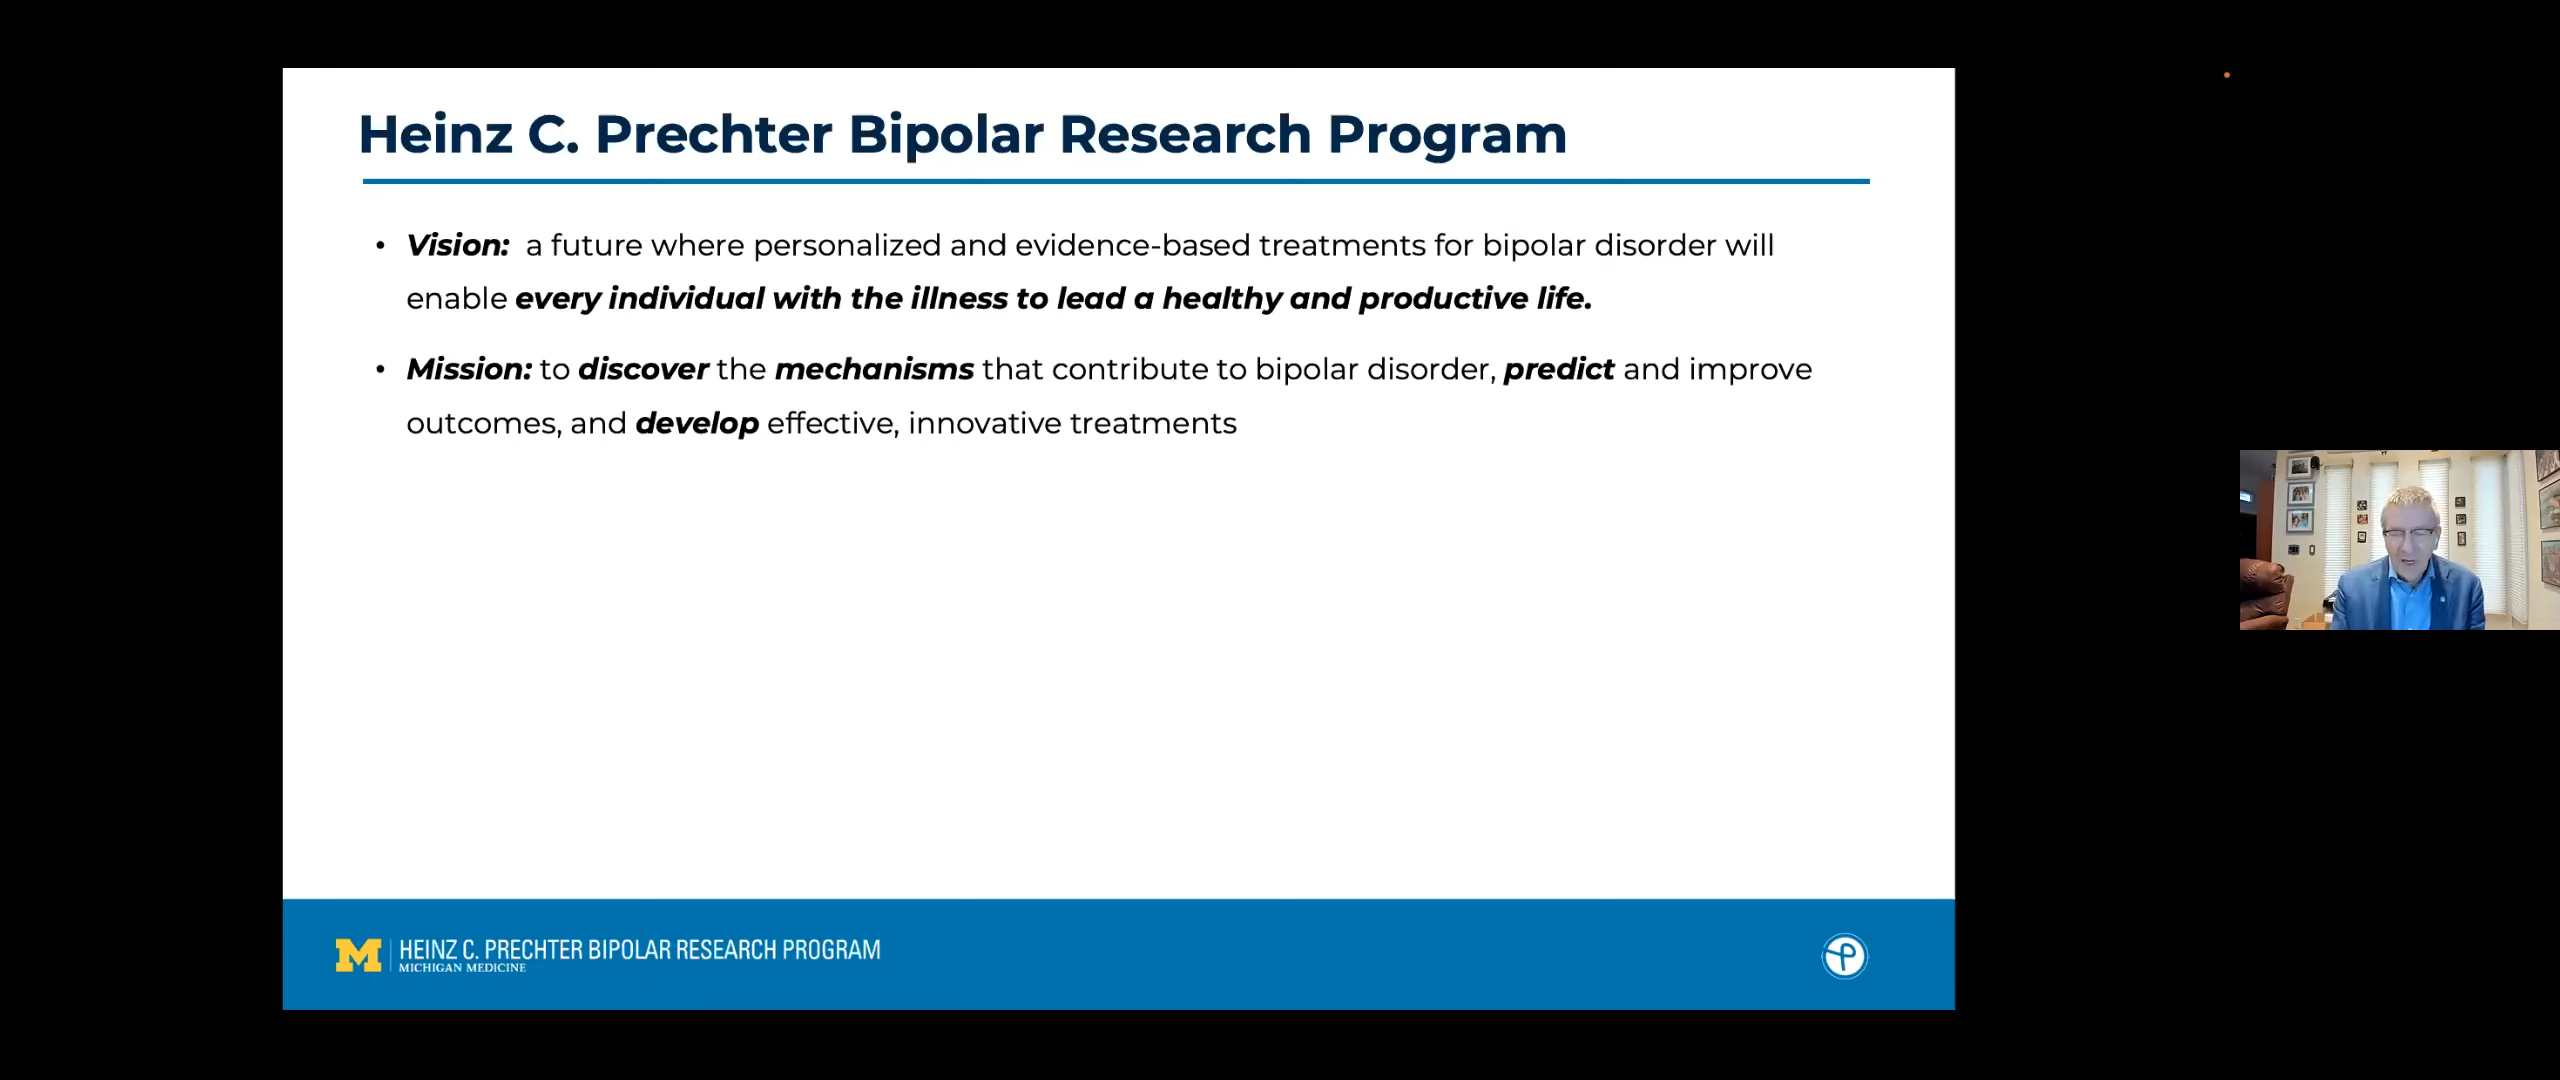 Heinz C. Prechter Bipolar Research Program
• Vision: a future where personalized and evidence-based treatments for bipolar disorder will
enable every individual with the illness to lead a healthy and productive life.
• Mission: to discover the mechanisms that contribute to bipolar disorder, predict and improve
outcomes, and develop effective, innovative treatments
M HEINZ C. PRECHTER BIPOLAR RESEARCH PROGRAM
MICHIGAN MEDICINE